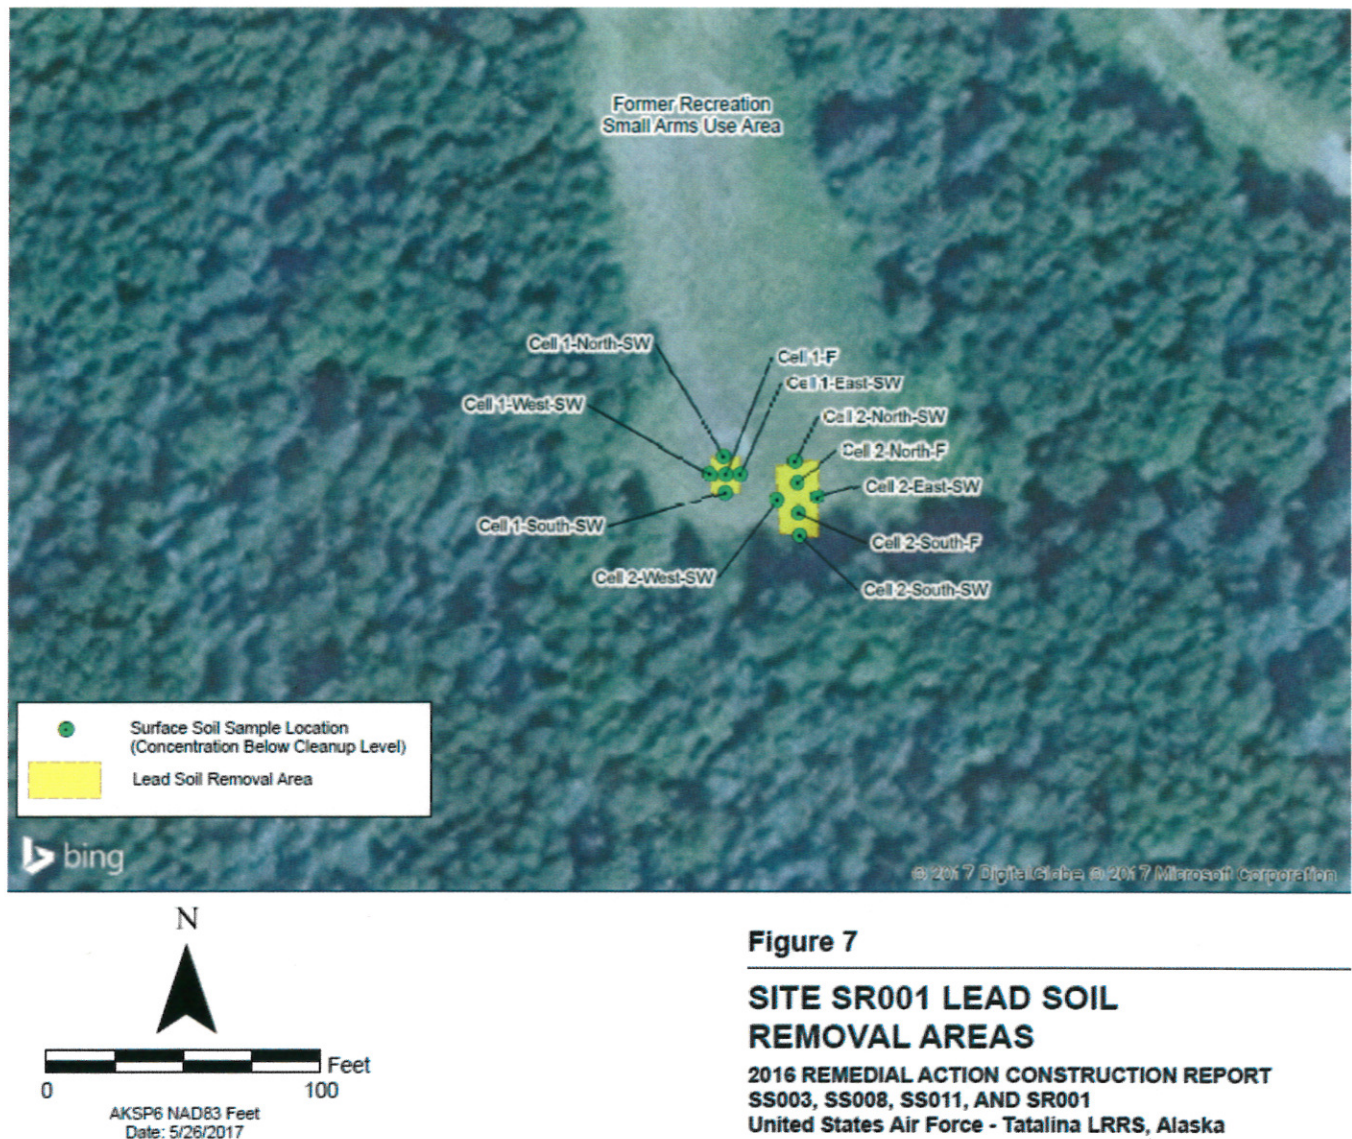 Former Recreation
Small Arms Use Area
Cell 1-North-SW
Cell 1-F
Cell 1-East-SW
Cell 1-West-SW
Cell 2-North-SW
Cell 2-North-F
Cell 2-East-SW
Cell 1-South-SW
Cell 2-South-F
Cell 2-West-SW
Cell 2-South-SW
Surface Soil Sample Location
(Concentration Below Cleanup Level)
Lead Soil Removal Area
bing
© 2017 DigitalGlobe © 2017 Microsoft Corporation
N
Feet
0 100
AKSP6 NAD83 Feet
Date: 5/26/2017
Figure 7
SITE SR001 LEAD SOIL
REMOVAL AREAS
2016 REMEDIAL ACTION CONSTRUCTION REPORT
SS003, SS008, SS011, AND SR001
United States Air Force - Tatalina LRRS, Alaska